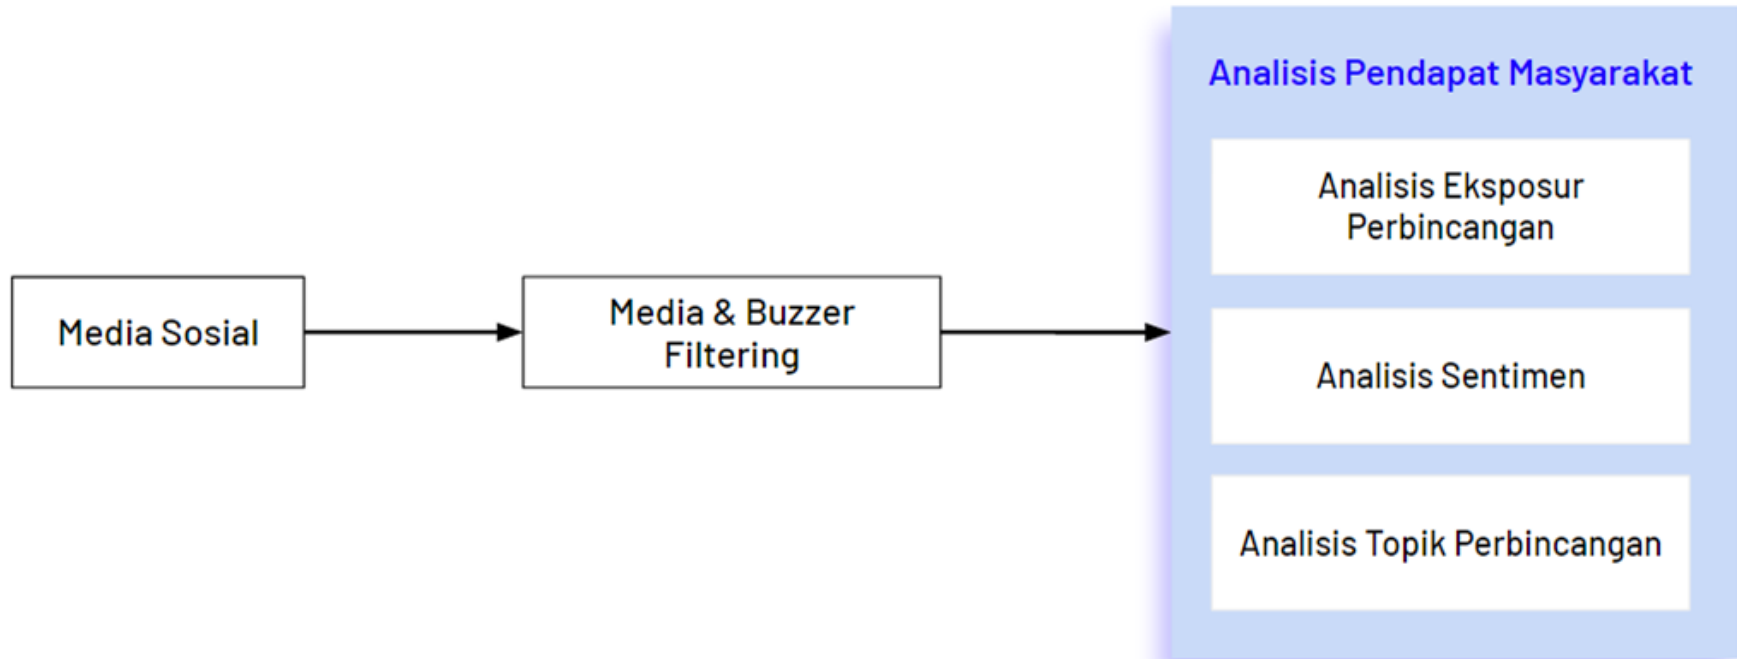 Media Sosial
Media & Buzzer
Filtering
Analisis Pendapat Masyarakat
Analisis Eksposur
Perbincangan
Analisis Sentimen
Analisis Topik Perbincangan